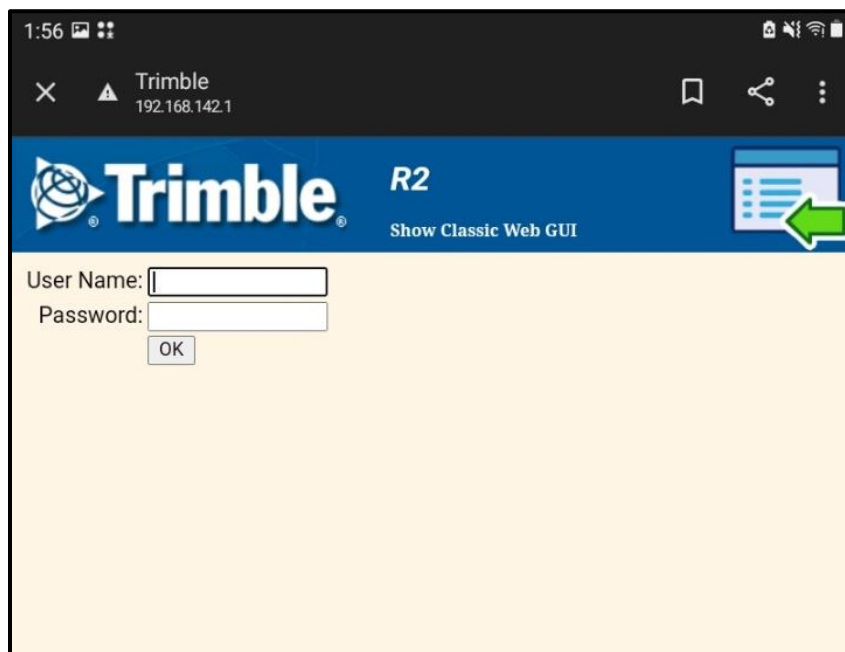 1:56
Trimble
192.168.142.1
Trimble®
R2
Show Classic Web GUI
User Name:
Password:
OK